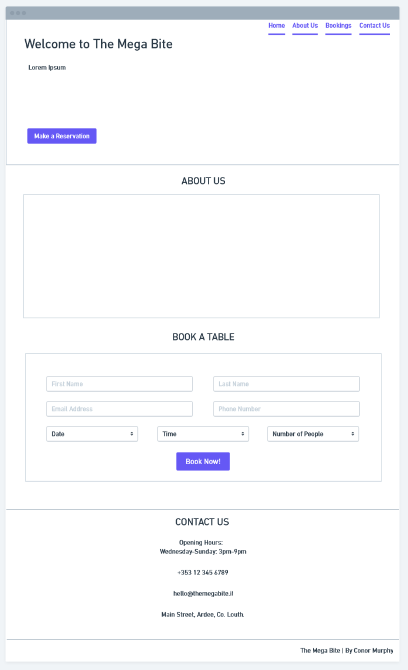 Home About Us Bookings Contact Us
Welcome to The Mega Bite
Lorem Ipsum
Make a Reservation
ABOUT US
BOOK A TABLE
First Name Last Name
Email Address Phone Number
Date Time Number of People
Book Now!
CONTACT US
Opening Hours:
Wednesday-Sunday: 3pm-9pm
+353 12 345 6789
hello@themegabite.il
Main Street, Ardee, Co. Louth.
The Mega Bite | By Conor Murphy